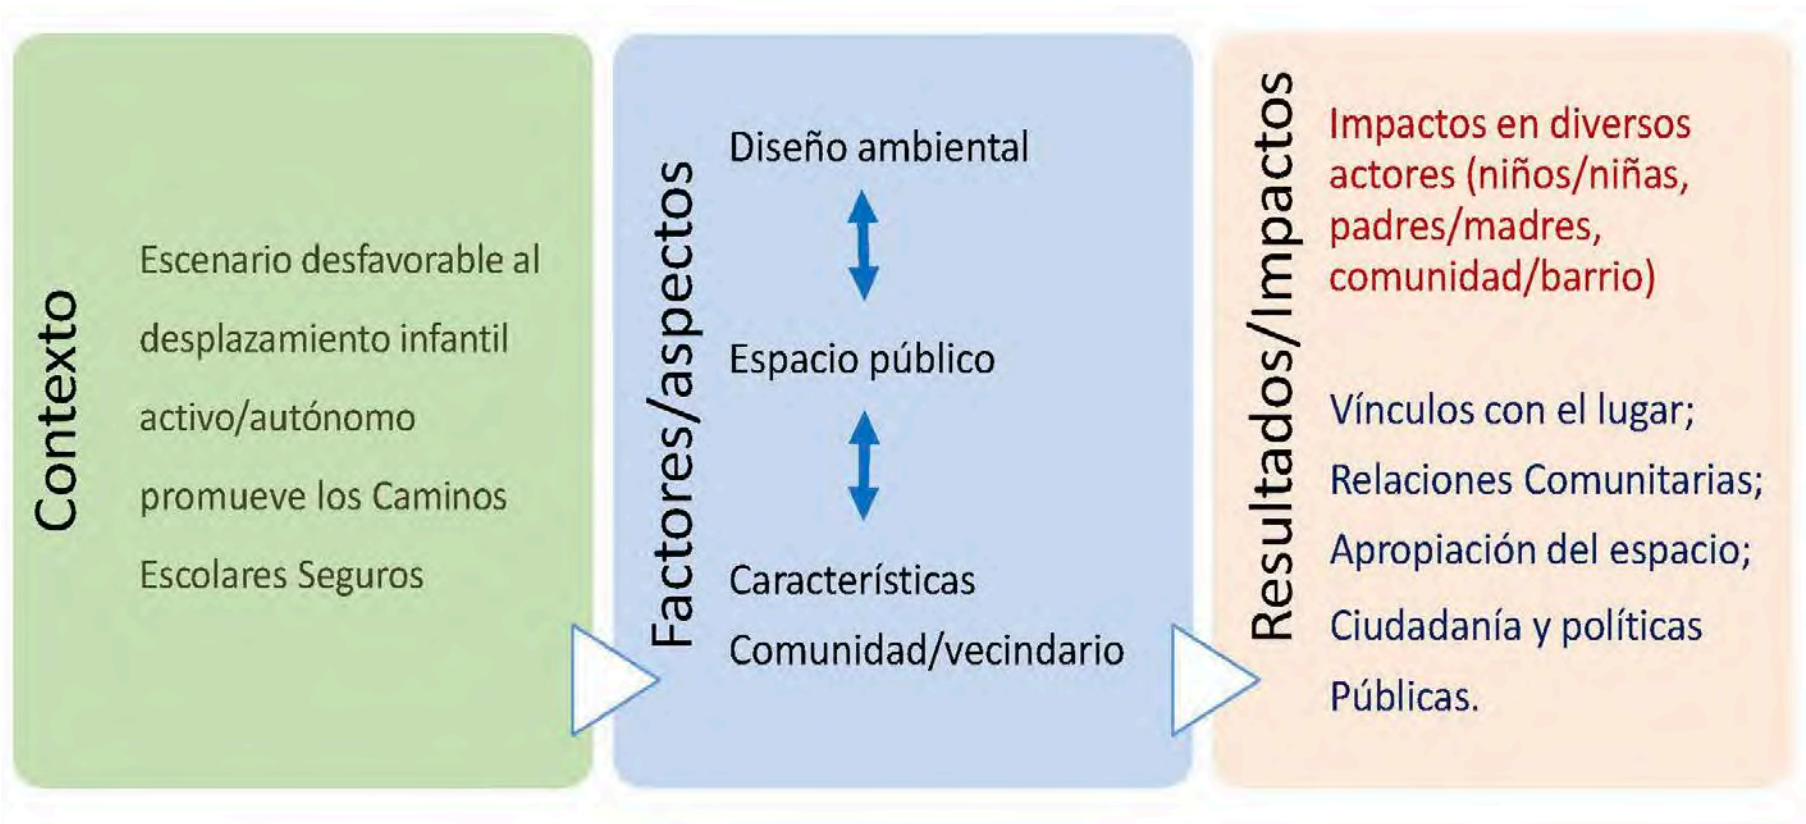 Contexto
Escenario desfavorable al
desplazamiento infantil
activo/autónomo
promueve los Caminos
Escolares Seguros
Factores/aspectos
Diseño ambiental
Espacio público
Características
Comunidad/vecindario
Resultados/Impactos
Impactos en diversos
actores (niños/niñas,
padres/madres,
comunidad/barrio)
Vínculos con el lugar;
Relaciones Comunitarias;
Apropiación del espacio;
Ciudadanía y políticas
Públicas.